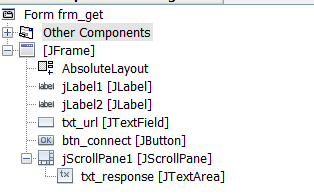 Form frm_get
Other Components
[JFrame]
AbsoluteLayout
label jLabel1 [JLabel]
label jLabel2 [JLabel]
txt_url [JTextField]
OK btn_connect [JButton]
jScrollPane1 [JScrollPane]
tx txt_response [JTextArea]